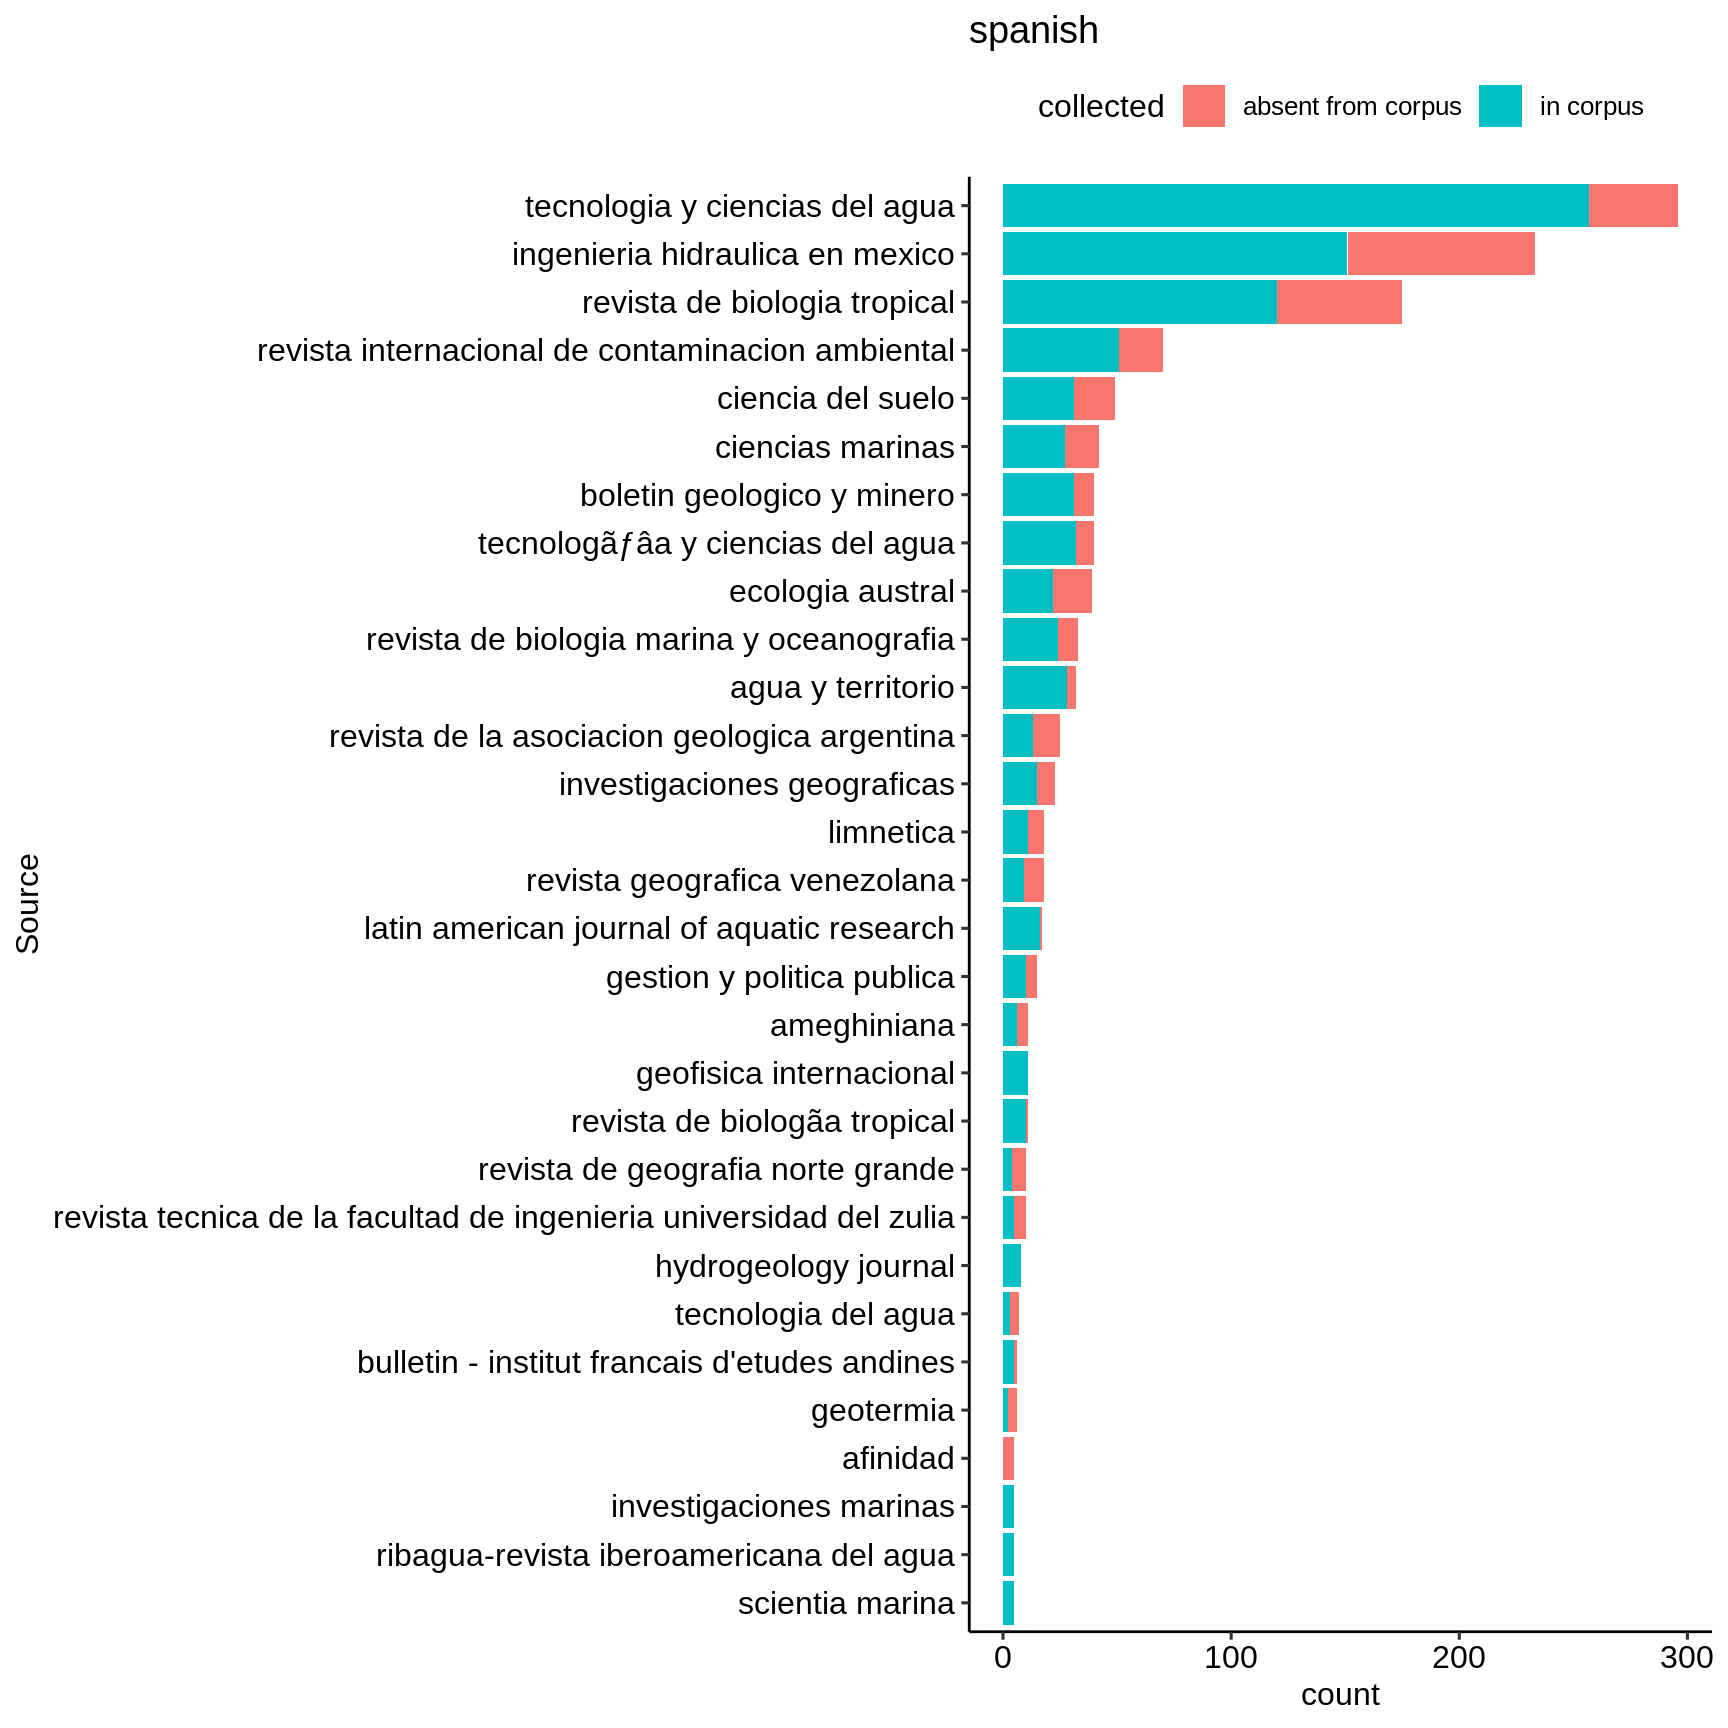 spanish
collected absent from corpus in corpus
tecnologia y ciencias del agua
ingenieria hidraulica en mexico
revista de biologia tropical
revista internacional de contaminacion ambiental
ciencia del suelo
ciencias marinas
boletin geologico y minero
tecnologãƒâa y ciencias del agua
ecologia austral
revista de biologia marina y oceanografia
agua y territorio
revista de la asociacion geologica argentina
investigaciones geograficas
limnetica
revista geografica venezolana
latin american journal of aquatic research
gestion y politica publica
ameghiniana
geofisica internacional
revista de biologãa tropical
revista de geografia norte grande
revista tecnica de la facultad de ingenieria universidad del zulia
hydrogeology journal
tecnologia del agua
bulletin - institut francais d'etudes andines
geotermia
afinidad
investigaciones marinas
ribagua-revista iberoamericana del agua
scientia marina
Source
0 100 200 300
count